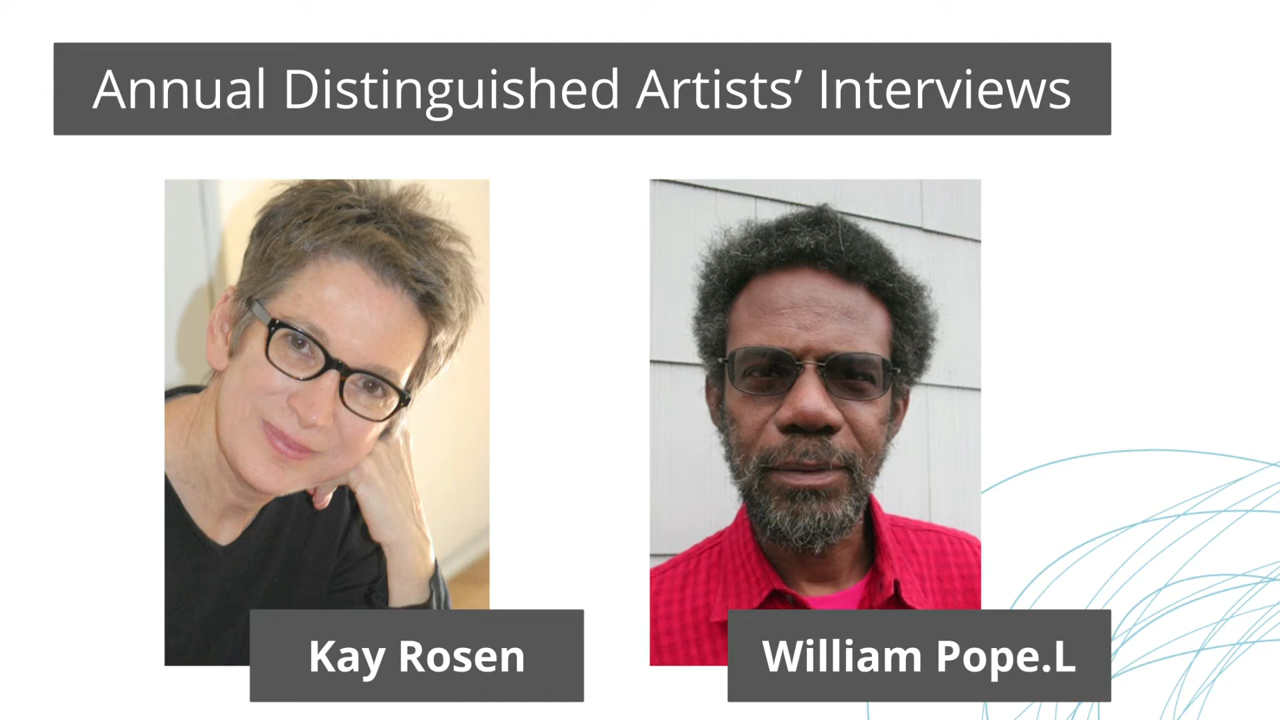 Annual Distinguished Artists’ Interviews
Kay Rosen
William Pope.L